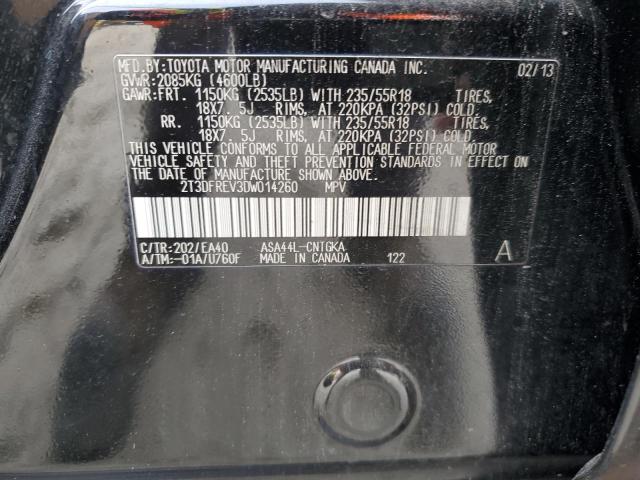 MFD.BY:TOYOTA MOTOR MANUFACTURING CANADA INC. 02/13
GVWR:2085KG (4600LB)
GAWR:FRT. 1150KG (2535LB) WITH 235/55R18 TIRES,
18X7. 5J RIMS, AT 220KPA (32PSI) COLD
RR. 1150KG (2535LB) WITH 235/55R18 TIRES,
18X7. 5J RIMS, AT 220KPA (32PSI) COLD.
THIS VEHICLE CONFORMS TO ALL APPLICABLE FEDERAL MOTOR
VEHICLE SAFETY AND THEFT PREVENTION STANDARDS IN EFFECT ON
THE DATE OF MANUFACTURE SHOWN ABOVE.
2T3DFREV3DW014260 MPV
C/TR:202/EA40 ASA44L-CNTGKA
A/TM:-01A/U760F MADE IN CANADA 122 A